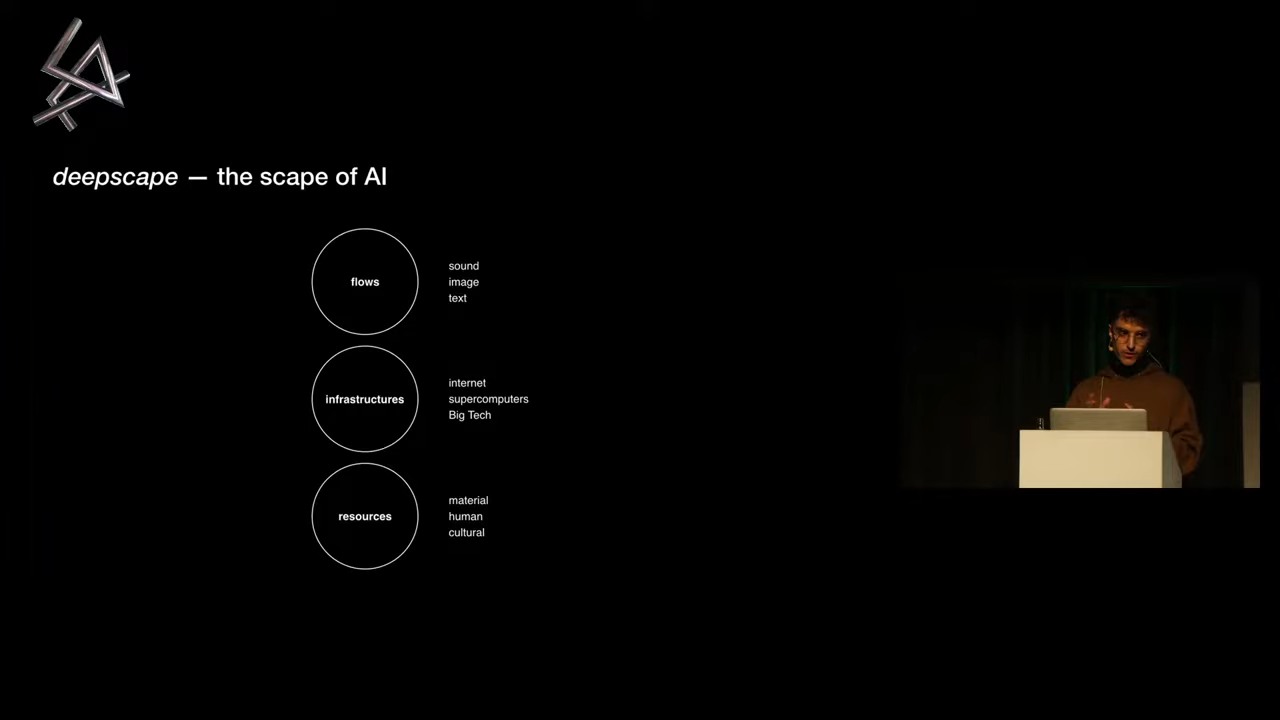 deepscape — the scape of AI
flows
sound
image
text
infrastructures
internet
supercomputers
Big Tech
resources
material
human
cultural